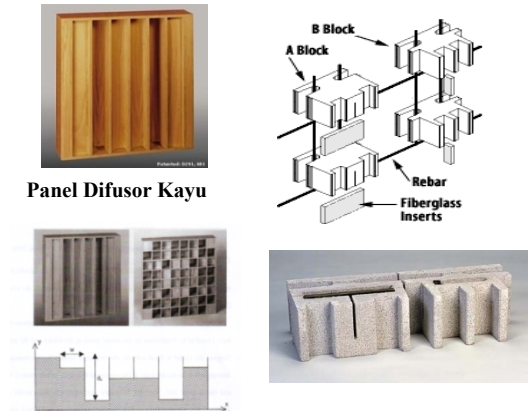 Panel Difusor Kayu
B Block
A Block
Rebar
Fiberglass
Inserts
y
w
x